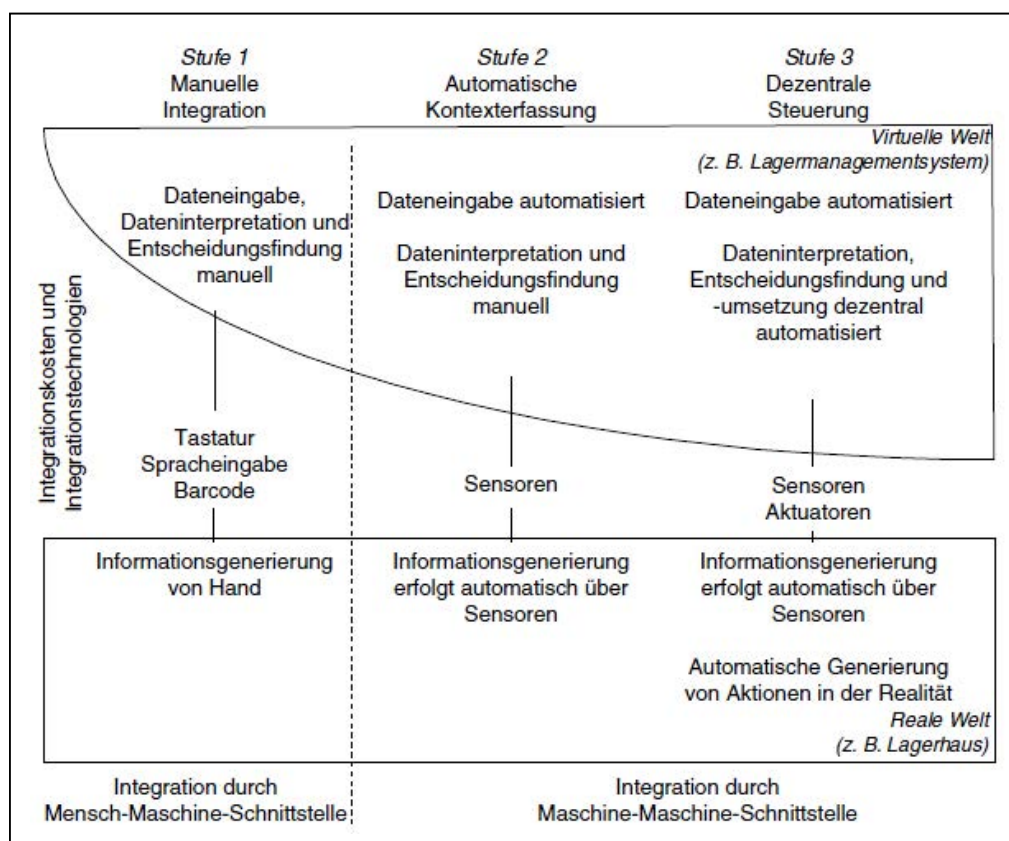 Stufe 1
Manuelle
Integration
Stufe 2
Automatische
Kontexterfassung
Stufe 3
Dezentrale
Steuerung
Virtuelle Welt
(z. B. Lagermanagementsystem)
Dateneingabe,
Dateninterpretation und
Entscheidungsfindung
manuell
Dateneingabe automatisiert
Dateninterpretation und
Entscheidungsfindung
manuell
Dateneingabe automatisiert
Dateninterpretation,
Entscheidungsfindung und
-umsetzung dezentral
automatisiert
Integrationskosten und
Integrationstechnologien
Tastatur
Spracheingabe
Barcode
Sensoren
Sensoren
Aktuatoren
Informationsgenerierung
von Hand
Informationsgenerierung
erfolgt automatisch über
Sensoren
Informationsgenerierung
erfolgt automatisch über
Sensoren
Automatische Generierung
von Aktionen in der Realität
Reale Welt
(z. B. Lagerhaus)
Integration durch
Mensch-Maschine-Schnittstelle
Integration durch
Maschine-Maschine-Schnittstelle